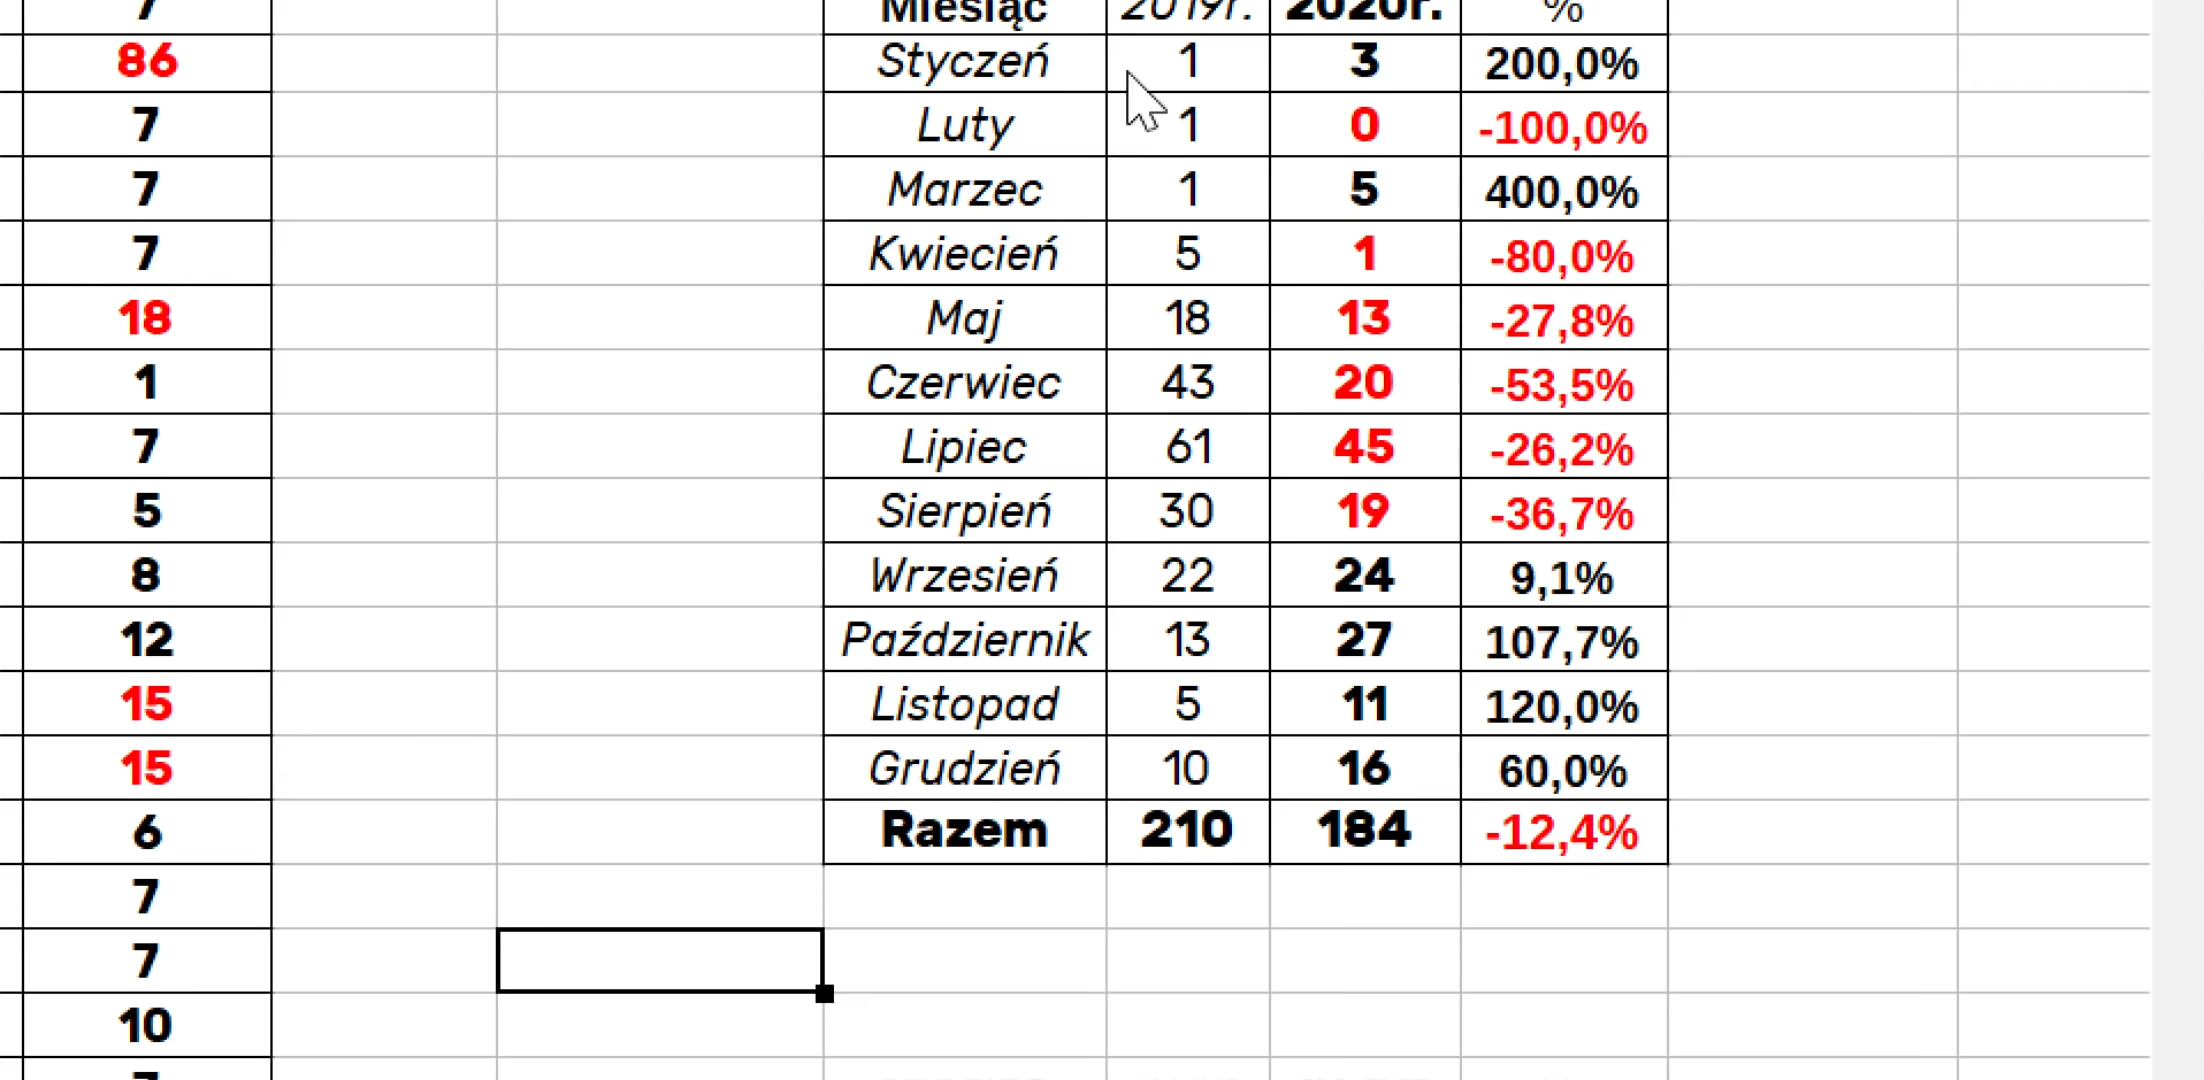 7 Miesiąc 2019r. 2020r. %
86 Styczeń 1 3 200,0%
7 Luty 1 0 -100,0%
7 Marzec 1 5 400,0%
7 Kwiecień 5 1 -80,0%
18 Maj 18 13 -27,8%
1 Czerwiec 43 20 -53,5%
7 Lipiec 61 45 -26,2%
5 Sierpień 30 19 -36,7%
8 Wrzesień 22 24 9,1%
12 Październik 13 27 107,7%
15 Listopad 5 11 120,0%
15 Grudzień 10 16 60,0%
6 Razem 210 184 -12,4%
7
7
10